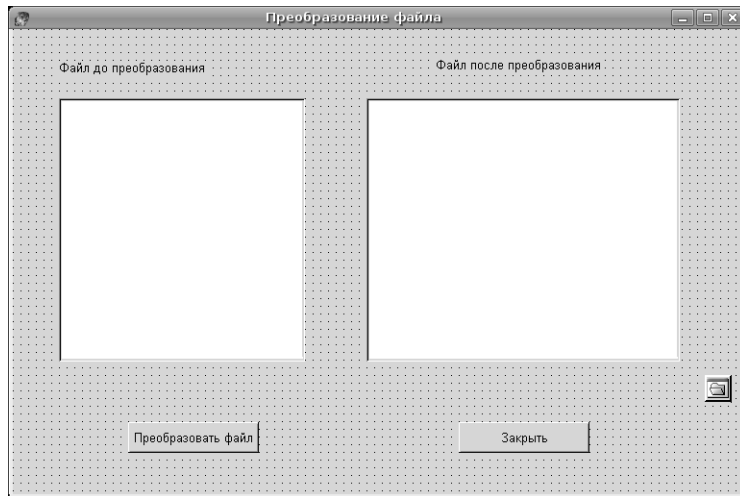 Преобразование файла
Файл до преобразования
Файл после преобразования
Преобразовать файл
Закрыть